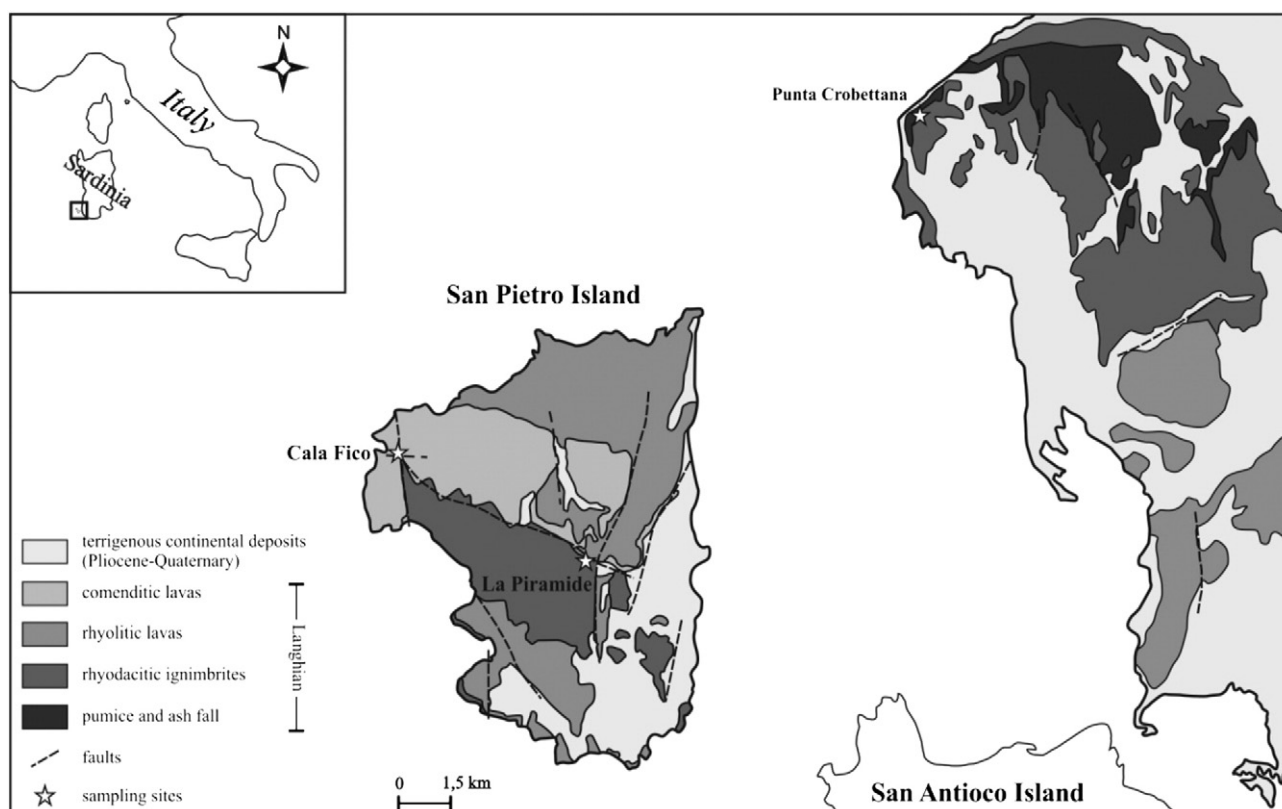 N
Italy
Sardinia
Punta Crobettana
San Pietro Island
Cala Fico
La Piramide
terrigenous continental deposits
(Pliocene-Quaternary)
comenditic lavas
rhyolitic lavas
rhyodacitic ignimbrites
pumice and ash fall
Langhian
faults
sampling sites
0 1,5 km
San Antioco Island